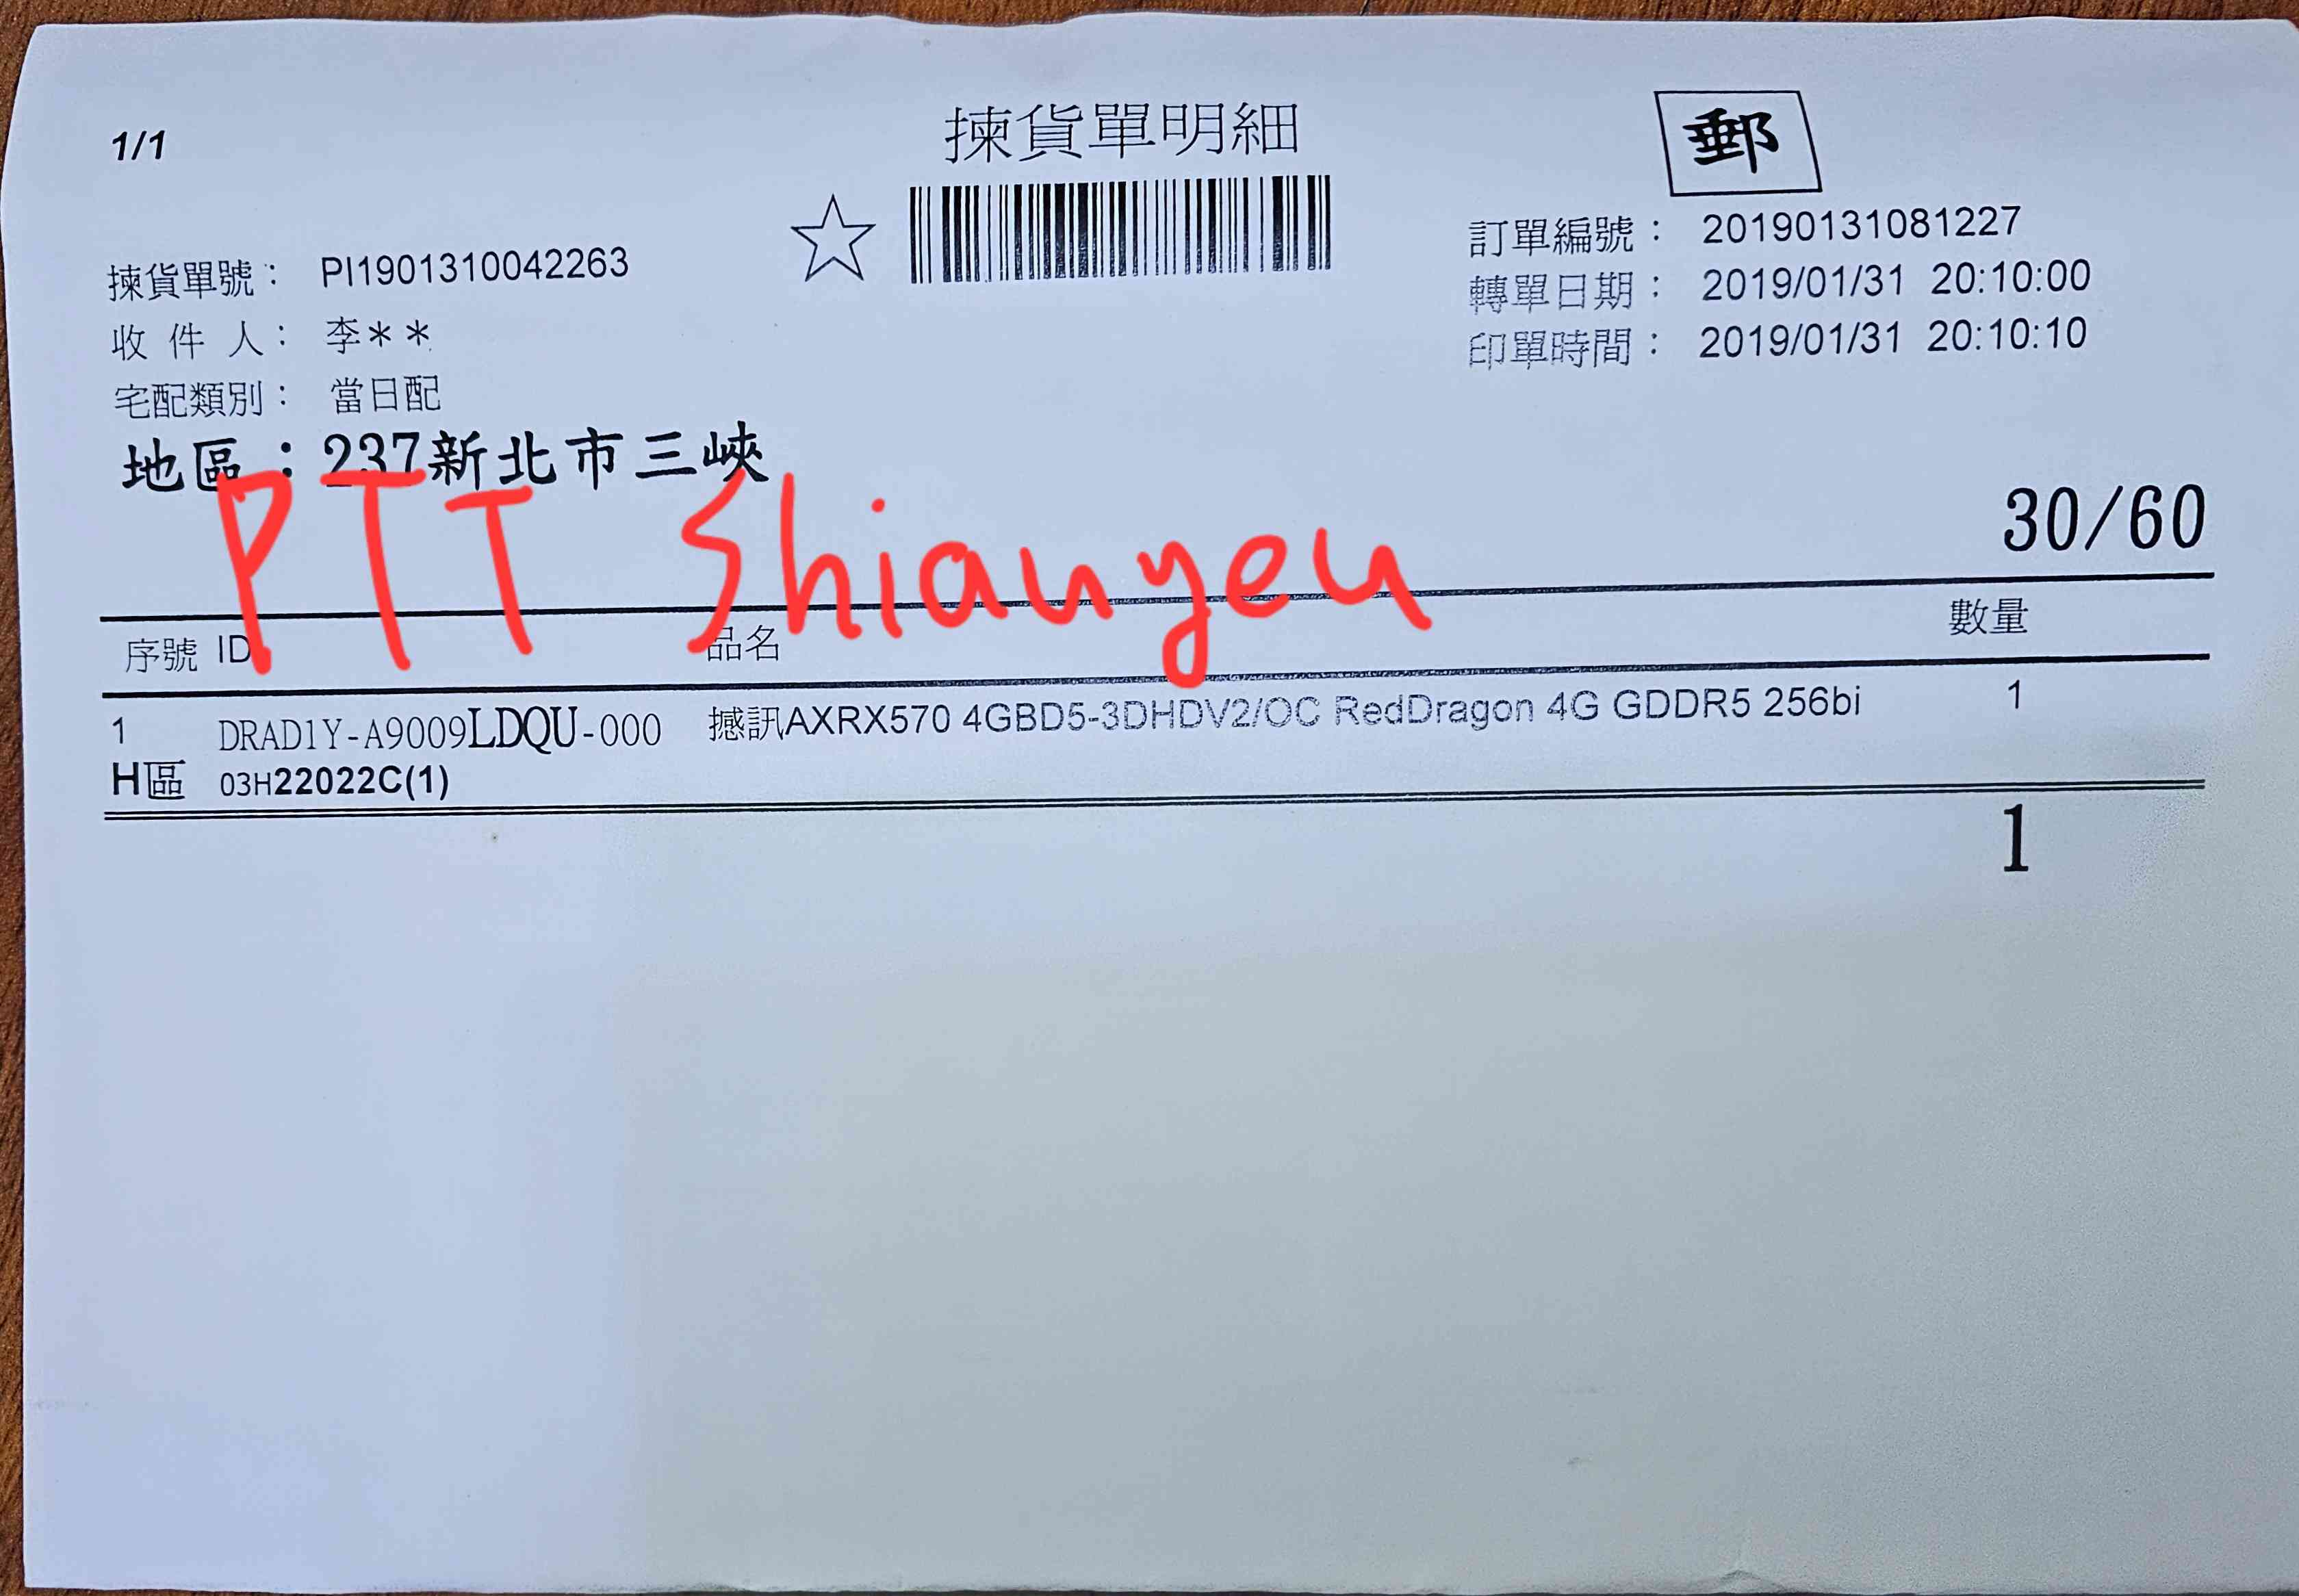 1/1
揀貨單明細
郵
☆
揀貨單號： PI1901310042263
收 件 人： 李＊＊
宅配類別： 當日配
地區：237新北市三峽
訂單編號： 20190131081227
轉單日期： 2019/01/31 20:10:00
印單時間： 2019/01/31 20:10:10
30/60
PTT Shianyeu
序號 ID 品名 數量
1 DRAD1Y-A9009LDQU-000 撼訊AXRX570 4GBD5-3DHDV2/OC RedDragon 4G GDDR5 256bi 1
H區 03H22022C(1)
1